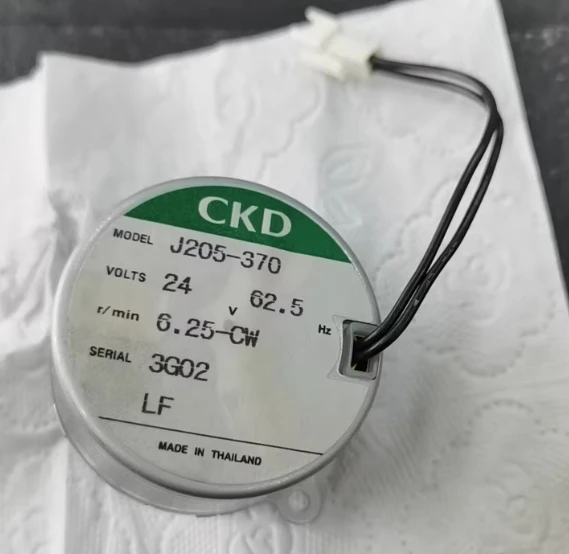 CKD
MODEL J205-370
VOLTS 24 V 62.5 Hz
r/min 6.25-CW
SERIAL 3G02
LF
MADE IN THAILAND